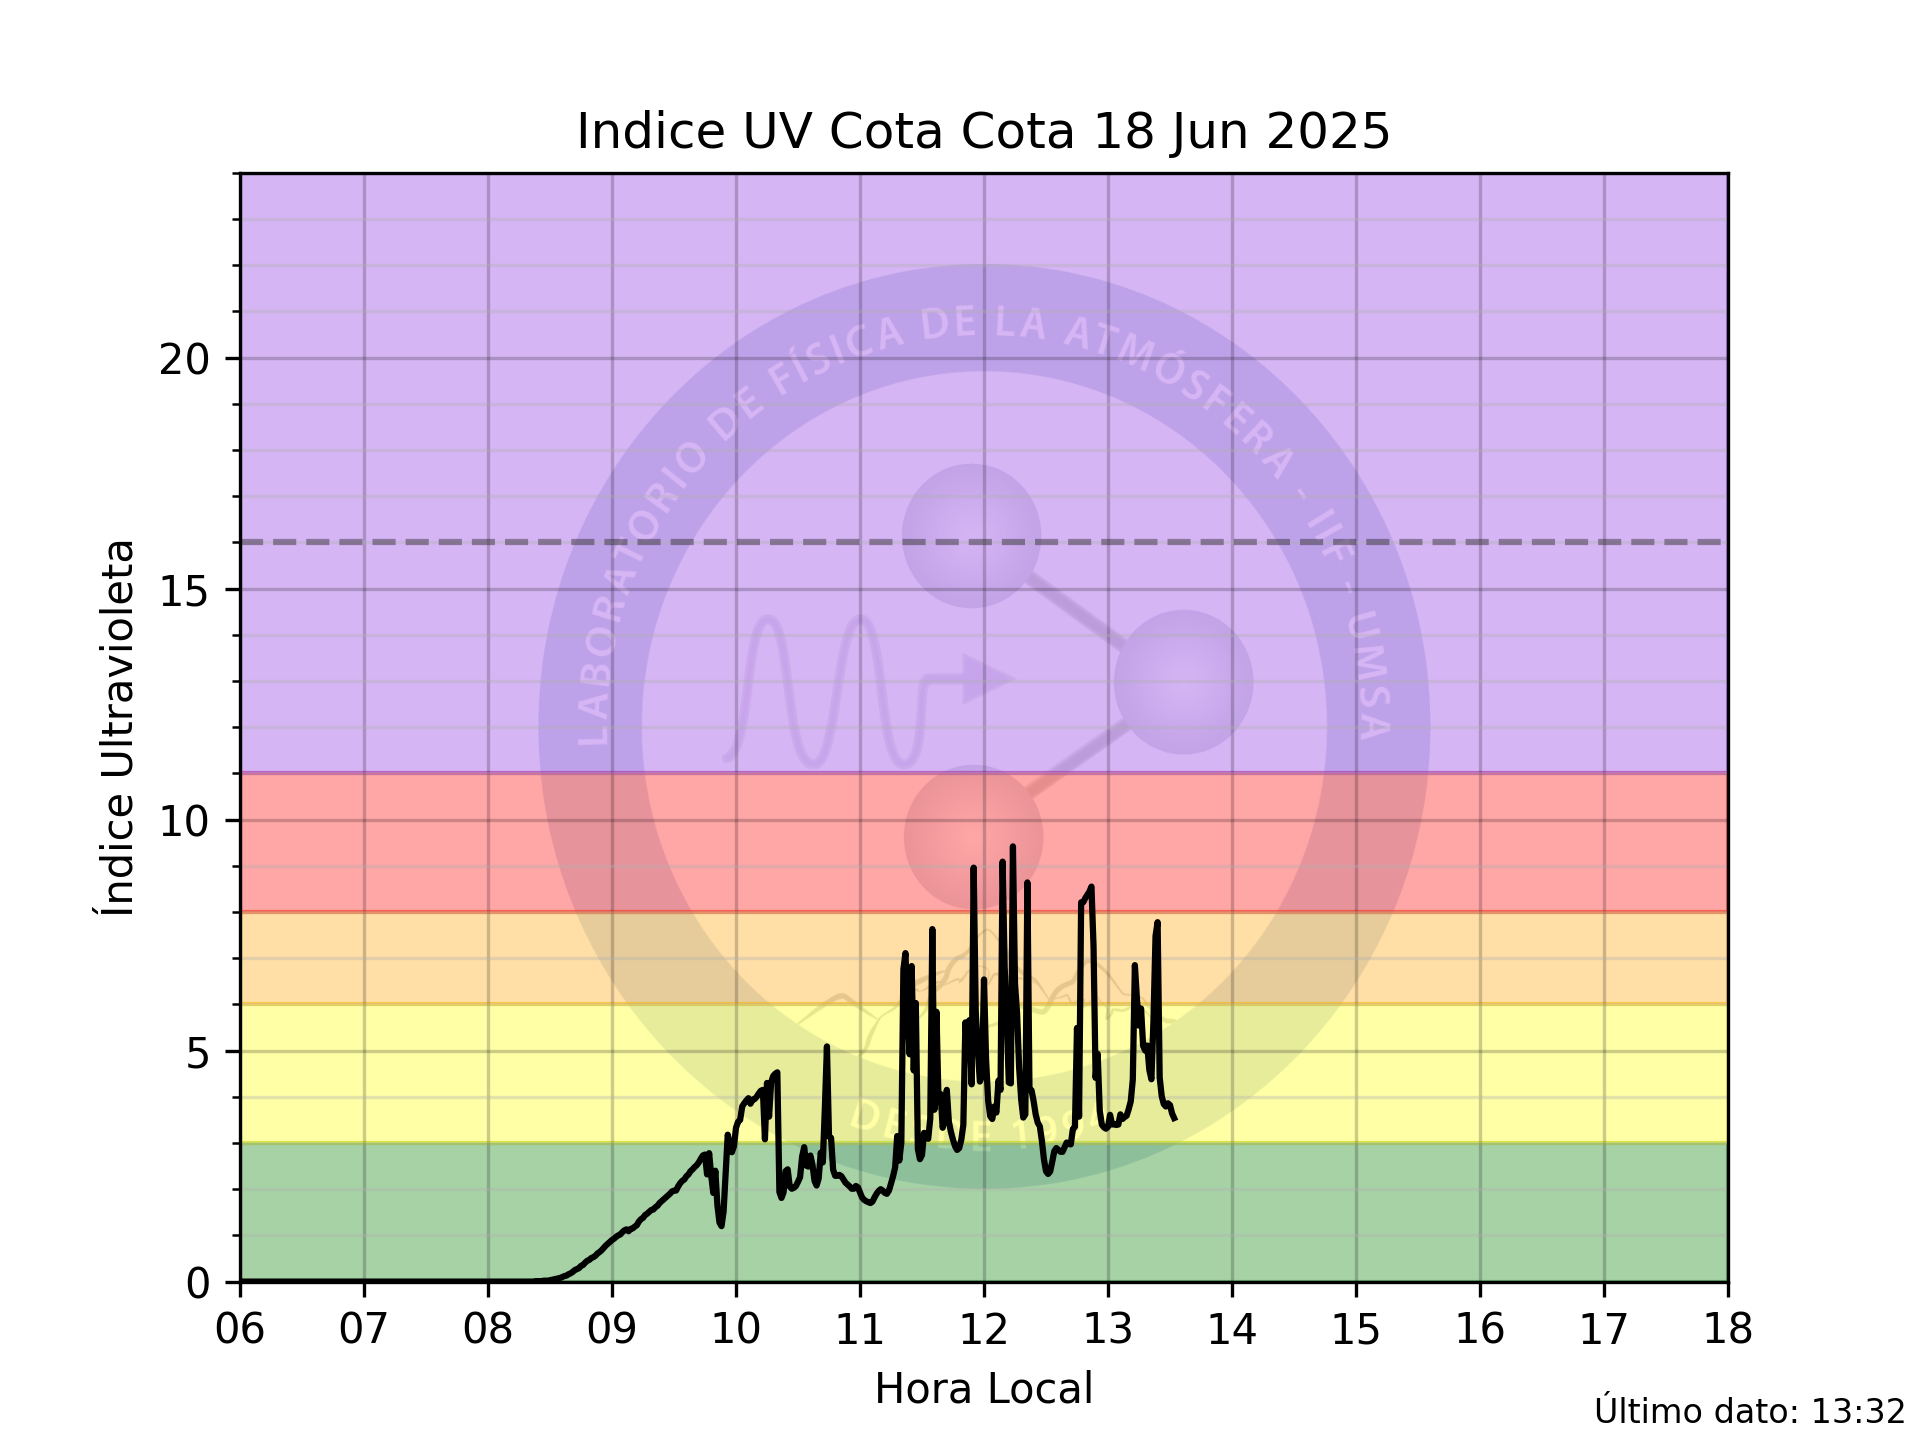 Indice UV Cota Cota 18 Jun 2025
Índice Ultravioleta
20
15
10
5
0
LABORATORIO DE FÍSICA DE LA ATMÓSFERA - IIF - UMSA
DESDE
06 07 08 09 10 11 12 13 14 15 16 17 18
Hora Local
Último dato: 13:32